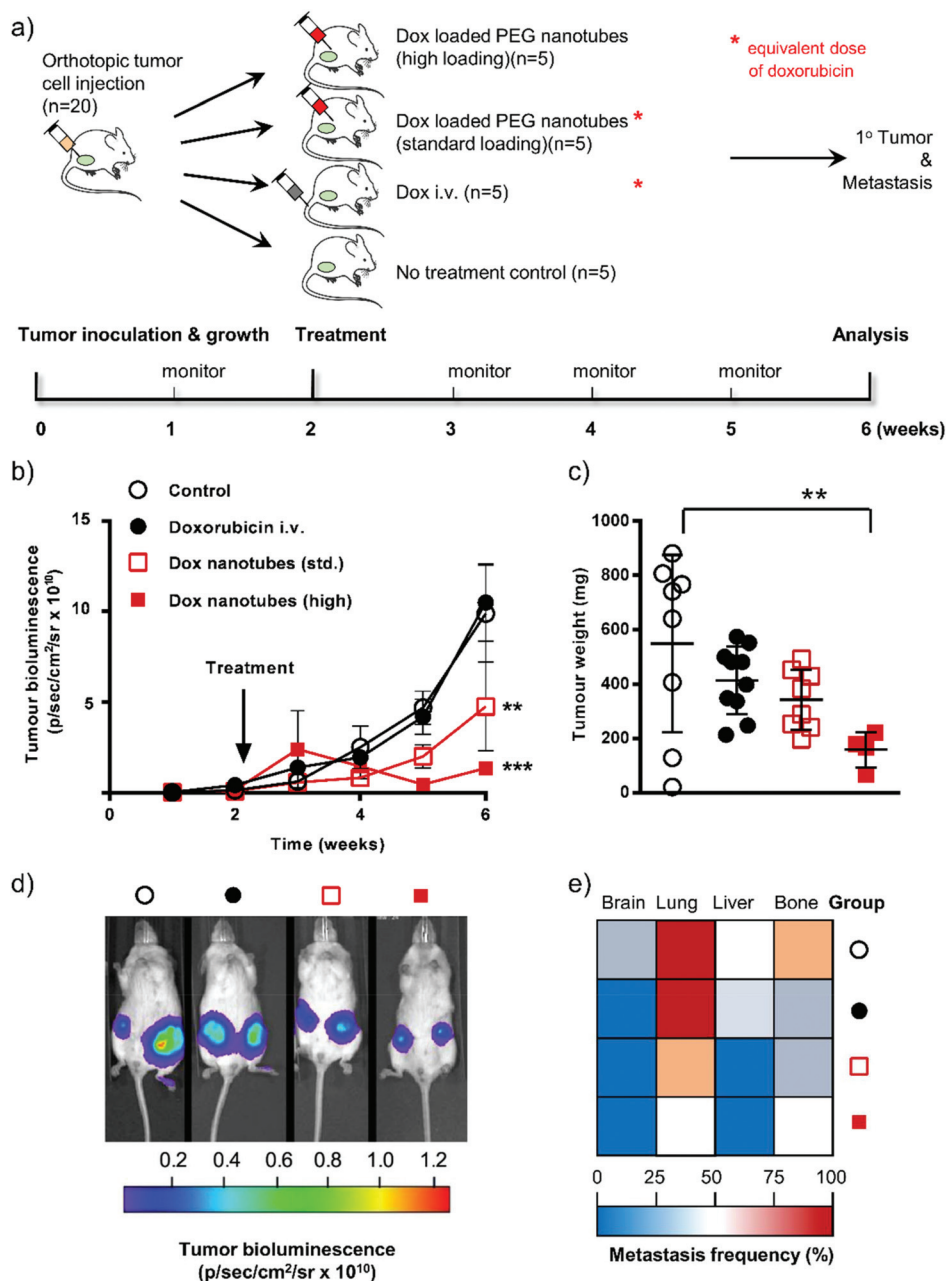 a)
Orthotopic tumor
cell injection
(n=20)
Dox loaded PEG nanotubes
(high loading)(n=5)
Dox loaded PEG nanotubes *
(standard loading)(n=5)
Dox i.v. (n=5) *
No treatment control (n=5)
* equivalent dose
of doxorubicin
1° Tumor
&
Metastasis
Tumor inoculation & growth Treatment Analysis
monitor monitor monitor monitor
0 1 2 3 4 5 6 (weeks)
b)
Control
Doxorubicin i.v.
Dox nanotubes (std.)
Dox nanotubes (high)
Tumour bioluminescence
(p/sec/cm²/sr x 10¹⁰)
15
10
5
0
Treatment
**
***
0 2 4 6
Time (weeks)
c)
**
Tumour weight (mg)
1000
800
600
400
200
0
d)
0.2 0.4 0.6 0.8 1.0 1.2
Tumor bioluminescence
(p/sec/cm²/sr x 10¹⁰)
e)
Brain Lung Liver Bone Group
0 25 50 75 100
Metastasis frequency (%)